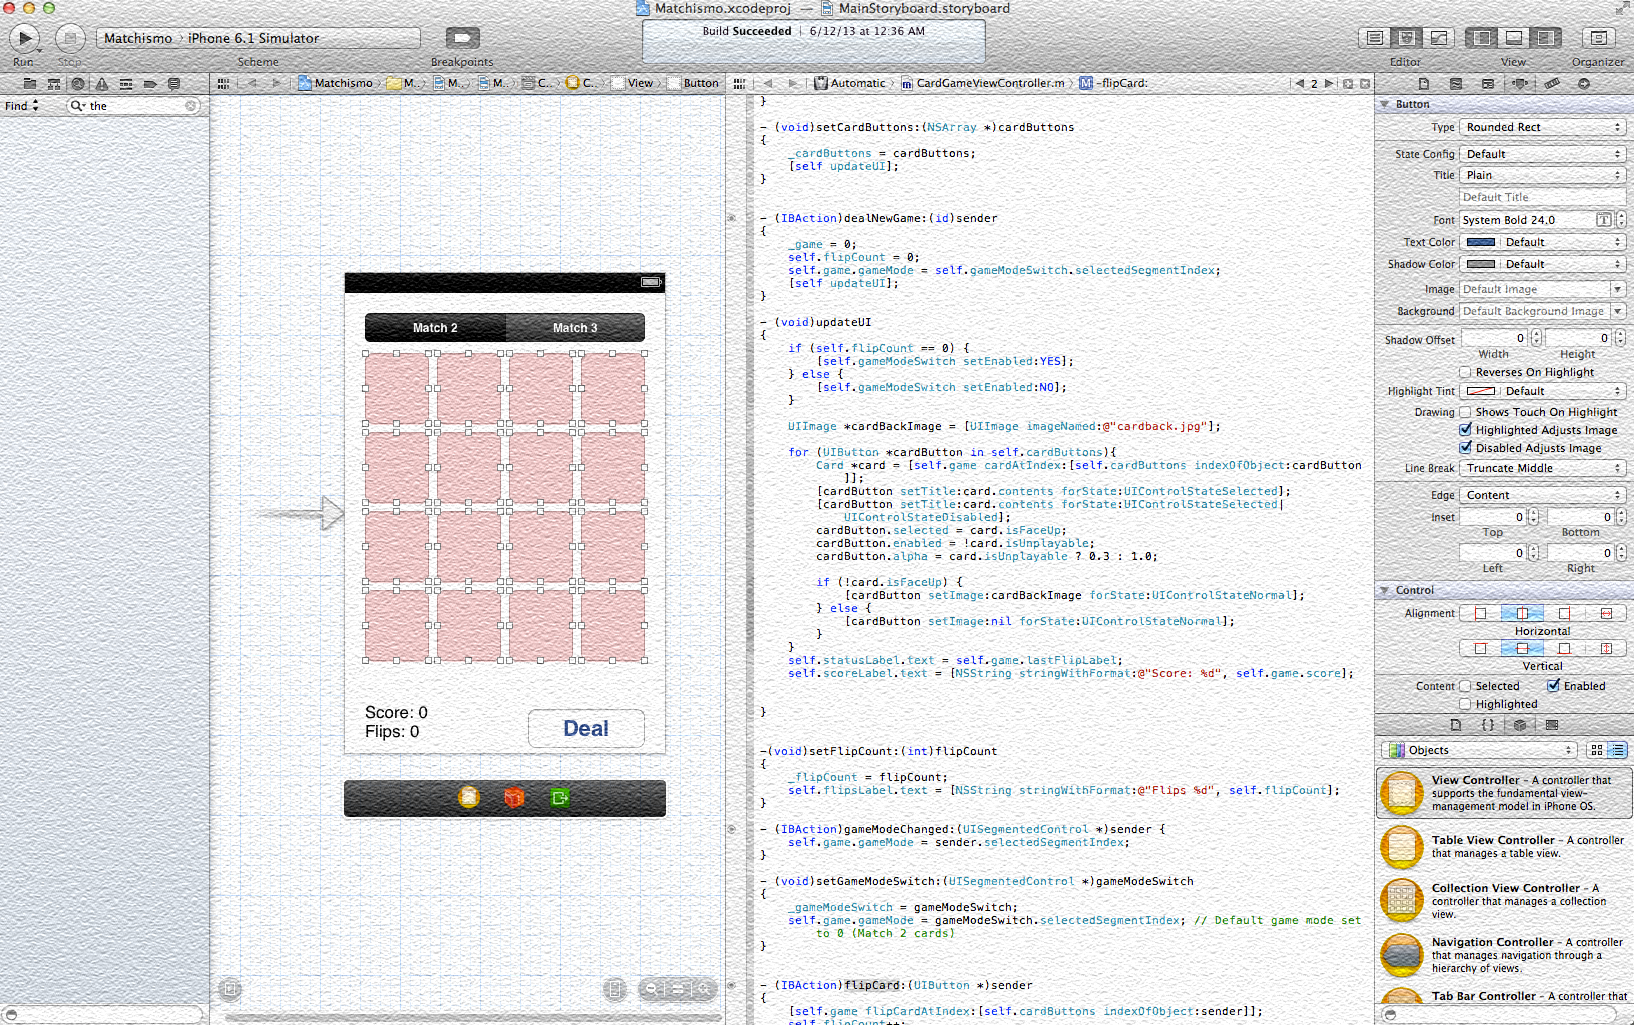 Matchismo.xcodeproj — MainStoryboard.storyboard
Run
Stop
Matchismo › iPhone 6.1 Simulator
Scheme
Breakpoints
Build Succeeded | 6/12/13 at 12:36 AM
Editor
View
Organizer
Find
the
Matchismo
M..
M..
M..
C..
C..
View
Button
Automatic
CardGameViewController.m
M
-flipCard:
2
Match 2
Match 3
Score: 0
Flips: 0
Deal
}
- (void)setCardButtons:(NSArray *)cardButtons
{
_cardButtons = cardButtons;
[self updateUI];
}
- (IBAction)dealNewGame:(id)sender
{
_game = 0;
self.flipCount = 0;
self.game.gameMode = self.gameModeSwitch.selectedSegmentIndex;
[self updateUI];
}
- (void)updateUI
{
if (self.flipCount == 0) {
[self.gameModeSwitch setEnabled:YES];
} else {
[self.gameModeSwitch setEnabled:NO];
}
UIImage *cardBackImage = [UIImage imageNamed:@"cardback.jpg"];
for (UIButton *cardButton in self.cardButtons){
Card *card = [self.game cardAtIndex:[self.cardButtons indexOfObject:cardButton
]];
[cardButton setTitle:card.contents forState:UIControlStateSelected];
[cardButton setTitle:card.contents forState:UIControlStateSelected|
UIControlStateDisabled];
cardButton.selected = card.isFaceUp;
cardButton.enabled = !card.isUnplayable;
cardButton.alpha = card.isUnplayable ? 0.3 : 1.0;
if (!card.isFaceUp) {
[cardButton setImage:cardBackImage forState:UIControlStateNormal];
} else {
[cardButton setImage:nil forState:UIControlStateNormal];
}
}
self.statusLabel.text = self.game.lastFlipLabel;
self.scoreLabel.text = [NSString stringWithFormat:@"Score: %d", self.game.score];
}
-(void)setFlipCount:(int)flipCount
{
_flipCount = flipCount;
self.flipsLabel.text = [NSString stringWithFormat:@"Flips %d", self.flipCount];
}
- (IBAction)gameModeChanged:(UISegmentedControl *)sender {
self.game.gameMode = sender.selectedSegmentIndex;
}
- (void)setGameModeSwitch:(UISegmentedControl *)gameModeSwitch
{
_gameModeSwitch = gameModeSwitch;
self.game.gameMode = gameModeSwitch.selectedSegmentIndex; // Default game mode set
to 0 (Match 2 cards)
}
- (IBAction)flipCard:(UIButton *)sender
{
[self.game flipCardAtIndex:[self.cardButtons indexOfObject:sender]];
self.flipCount++;
Button
Type Rounded Rect
State Config Default
Title Plain
Default Title
Font System Bold 24.0
Text Color Default
Shadow Color Default
Image Default Image
Background Default Background Image
Shadow Offset 0 0
Width Height
Reverses On Highlight
Highlight Tint Default
Drawing Shows Touch On Highlight
Highlighted Adjusts Image
Disabled Adjusts Image
Line Break Truncate Middle
Edge Content
Inset 0 0
Top Bottom
0 0
Left Right
Control
Alignment
Horizontal
Vertical
Content Selected Enabled
Highlighted
Objects
View Controller - A controller that
supports the fundamental view-
management model in iPhone OS.
Table View Controller - A controller
that manages a table view.
Collection View Controller - A
controller that manages a collection
view.
Navigation Controller - A controller
that manages navigation through a
hierarchy of views.
Tab Bar Controller - A controller that